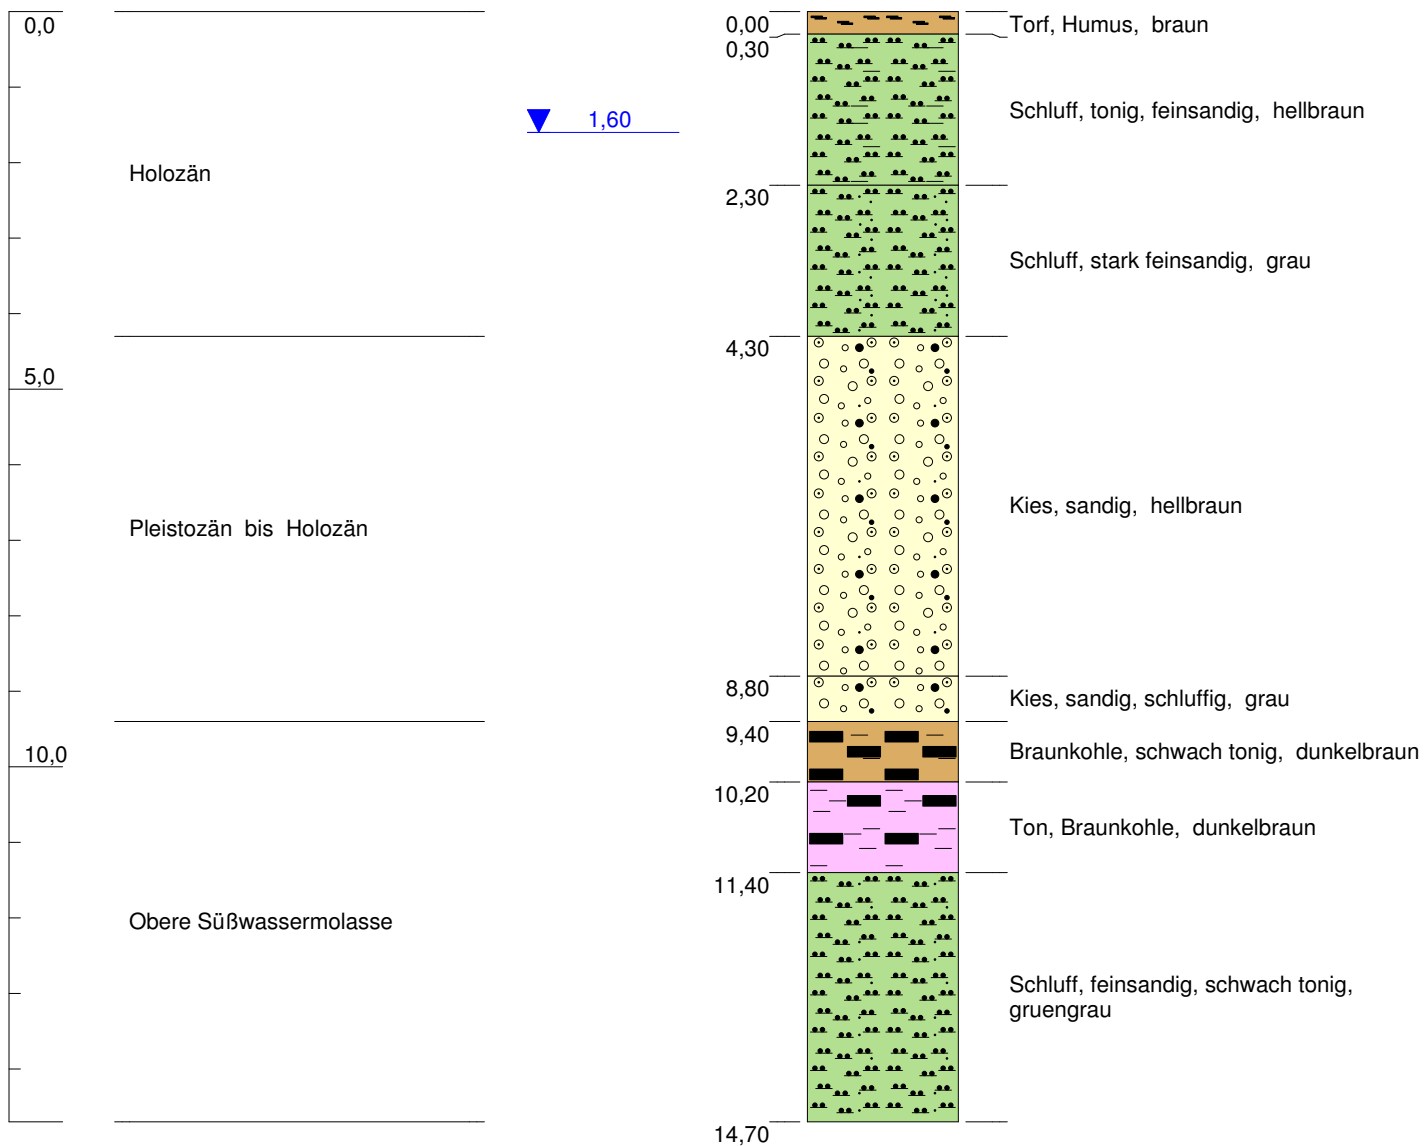 0,0
0,00
Torf, Humus, braun
0,30
Schluff, tonig, feinsandig, hellbraun
1,60
Holozän
2,30
Schluff, stark feinsandig, grau
4,30
5,0
Kies, sandig, hellbraun
Pleistozän bis Holozän
8,80
Kies, sandig, schluffig, grau
9,40
10,0
Braunkohle, schwach tonig, dunkelbraun
10,20
Ton, Braunkohle, dunkelbraun
11,40
Obere Süßwassermolasse
Schluff, feinsandig, schwach tonig,
gruengrau
14,70